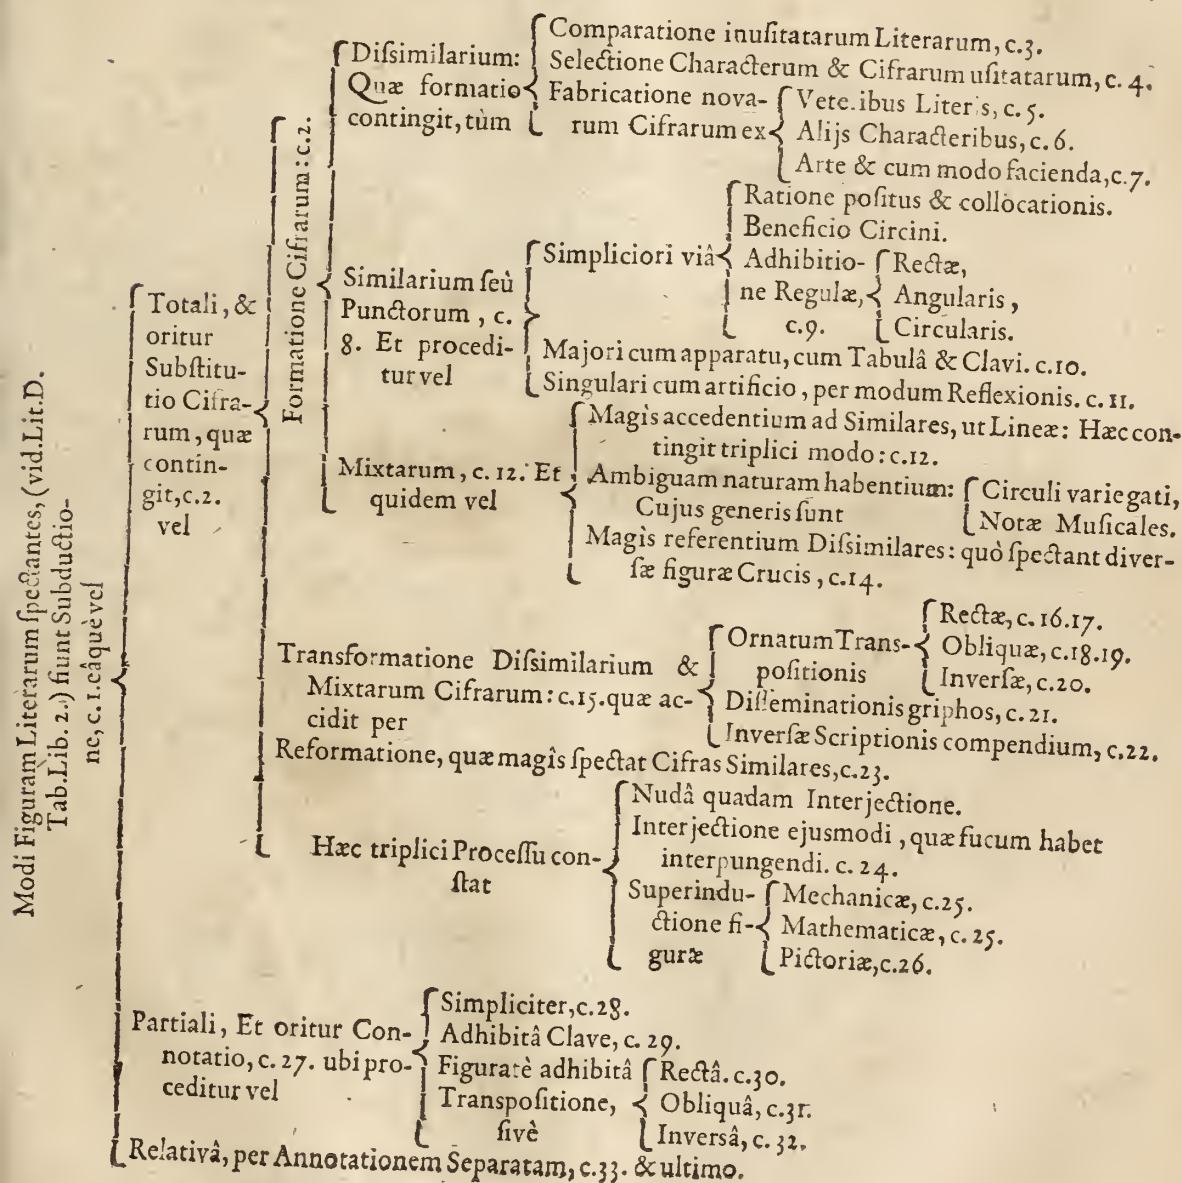 Modi Figuram Literarum ſpectantes, (vid. Lit. D.
Tab. Lib. 2.) fiunt Subductio-
ne, c. 1. eâquè vel
Totali, &
oritur
Subſtitu-
tio Cifra-
rum, quæ
contin-
git, c.2.
vel
Formatione Cifrarum: c.2.
Diſsimilarium:
Quæ formatio
contingit, tùm
Comparatione inuſitatarum Literarum, c.3.
Selectione Characterum & Cifrarum uſitatarum, c. 4.
Fabricatione nova-
rum Cifrarum ex
Vete.ibus Liter.s, c. 5.
Alijs Characteribus, c. 6.
Arte & cum modo facienda, c.7.
Similarium ſeù
Punctorum, c.
8. Et procedi-
tur vel
Simpliciori viâ
Ratione poſitus & collocationis.
Beneficio Circini.
Adhibitio-
ne Regulæ,
c.9.
Rectæ,
Angularis,
Circularis.
Majori cum apparatu, cum Tabulâ & Clavi. c.10.
Singulari cum artificio, per modum Reflexionis. c. 11.
Mixtarum, c. 12. Et
quidem vel
Magis accedentium ad Similares, ut Lineæ: Hæc con-
tingit triplici modo: c.12.
Ambiguam naturam habentium:
Cujus generis ſunt
Circuli variegati,
Notæ Muſicales.
Magìs referentium Diſsimilares: quò ſpectant diver-
ſæ figuræ Crucis, c.14.
Transformatione Diſsimilarium &
Mixtarum Cifrarum: c.15. quæ ac-
cidit per
Ornatum Trans-
poſitionis
Rectæ, c. 16.17.
Obliquæ, c.18.19.
Inverſæ, c.20.
Diſſeminationis griphos, c. 21.
Inverſæ Scriptionis compendium, c.22.
Reformatione, quæ magìs ſpectat Cifras Similares, c.23.
Hæc triplici Proceſſu con-
ſtat
Nudâ quadam Interjectione.
Interjectione ejusmodi, quæ fucum habet
interpungendi. c. 24.
Superindu-
ctione fi-
guræ
Mechanicæ, c.25.
Mathematicæ, c. 25.
Pictoriæ, c.26.
Partiali, Et oritur Con-
notatio, c. 27. ubi pro-
ceditur vel
Simpliciter, c.28.
Adhibitâ Clave, c. 29.
Figuratè adhibitâ
Transpoſitione,
ſivè
Rectâ. c.30.
Obliquâ, c.31.
Inversâ, c. 32.
Relativâ, per Annotationem Separatam, c.33. & ultimo.